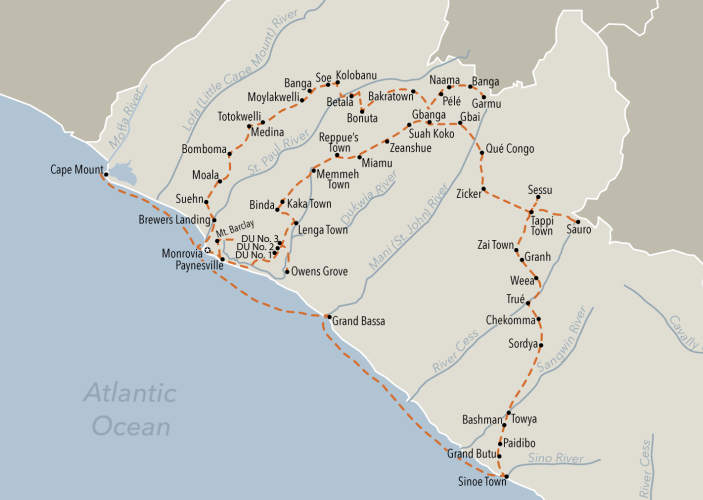 Motta River
Lofa (Little Cape Mount) River
St. Paul River
Banga
Soe
Kolobanu
Moylakwelli
Betala
Bakratown
Naama
Banga
Pélé
Garmu
Totokwelli
Medina
Bonuta
Gbanga
Gbai
Suah Koko
Reppue's
Town
Zeanshue
Bomboma
Miamu
Qué Congo
Cape Mount
Moala
Memmeh
Town
Dukwia River
Mani (St. John) River
Zicker
Sessu
Suehn
Binda
Kaka Town
Brewers Landing
Mt. Barclay
Lenga Town
Tappi
Town
Sauro
DU No. 3
DU No. 2
DU No. 1
Monrovia
Paynesville
Zai Town
Granh
Owens Grove
Weea
Trué
Grand Bassa
Chekomma
Cavally
River Cess
Sordya
Sangwin River
Atlantic
Ocean
Bashman
Towya
Paidibo
Grand Butu
Sino River
River Cess
Sinoe Town